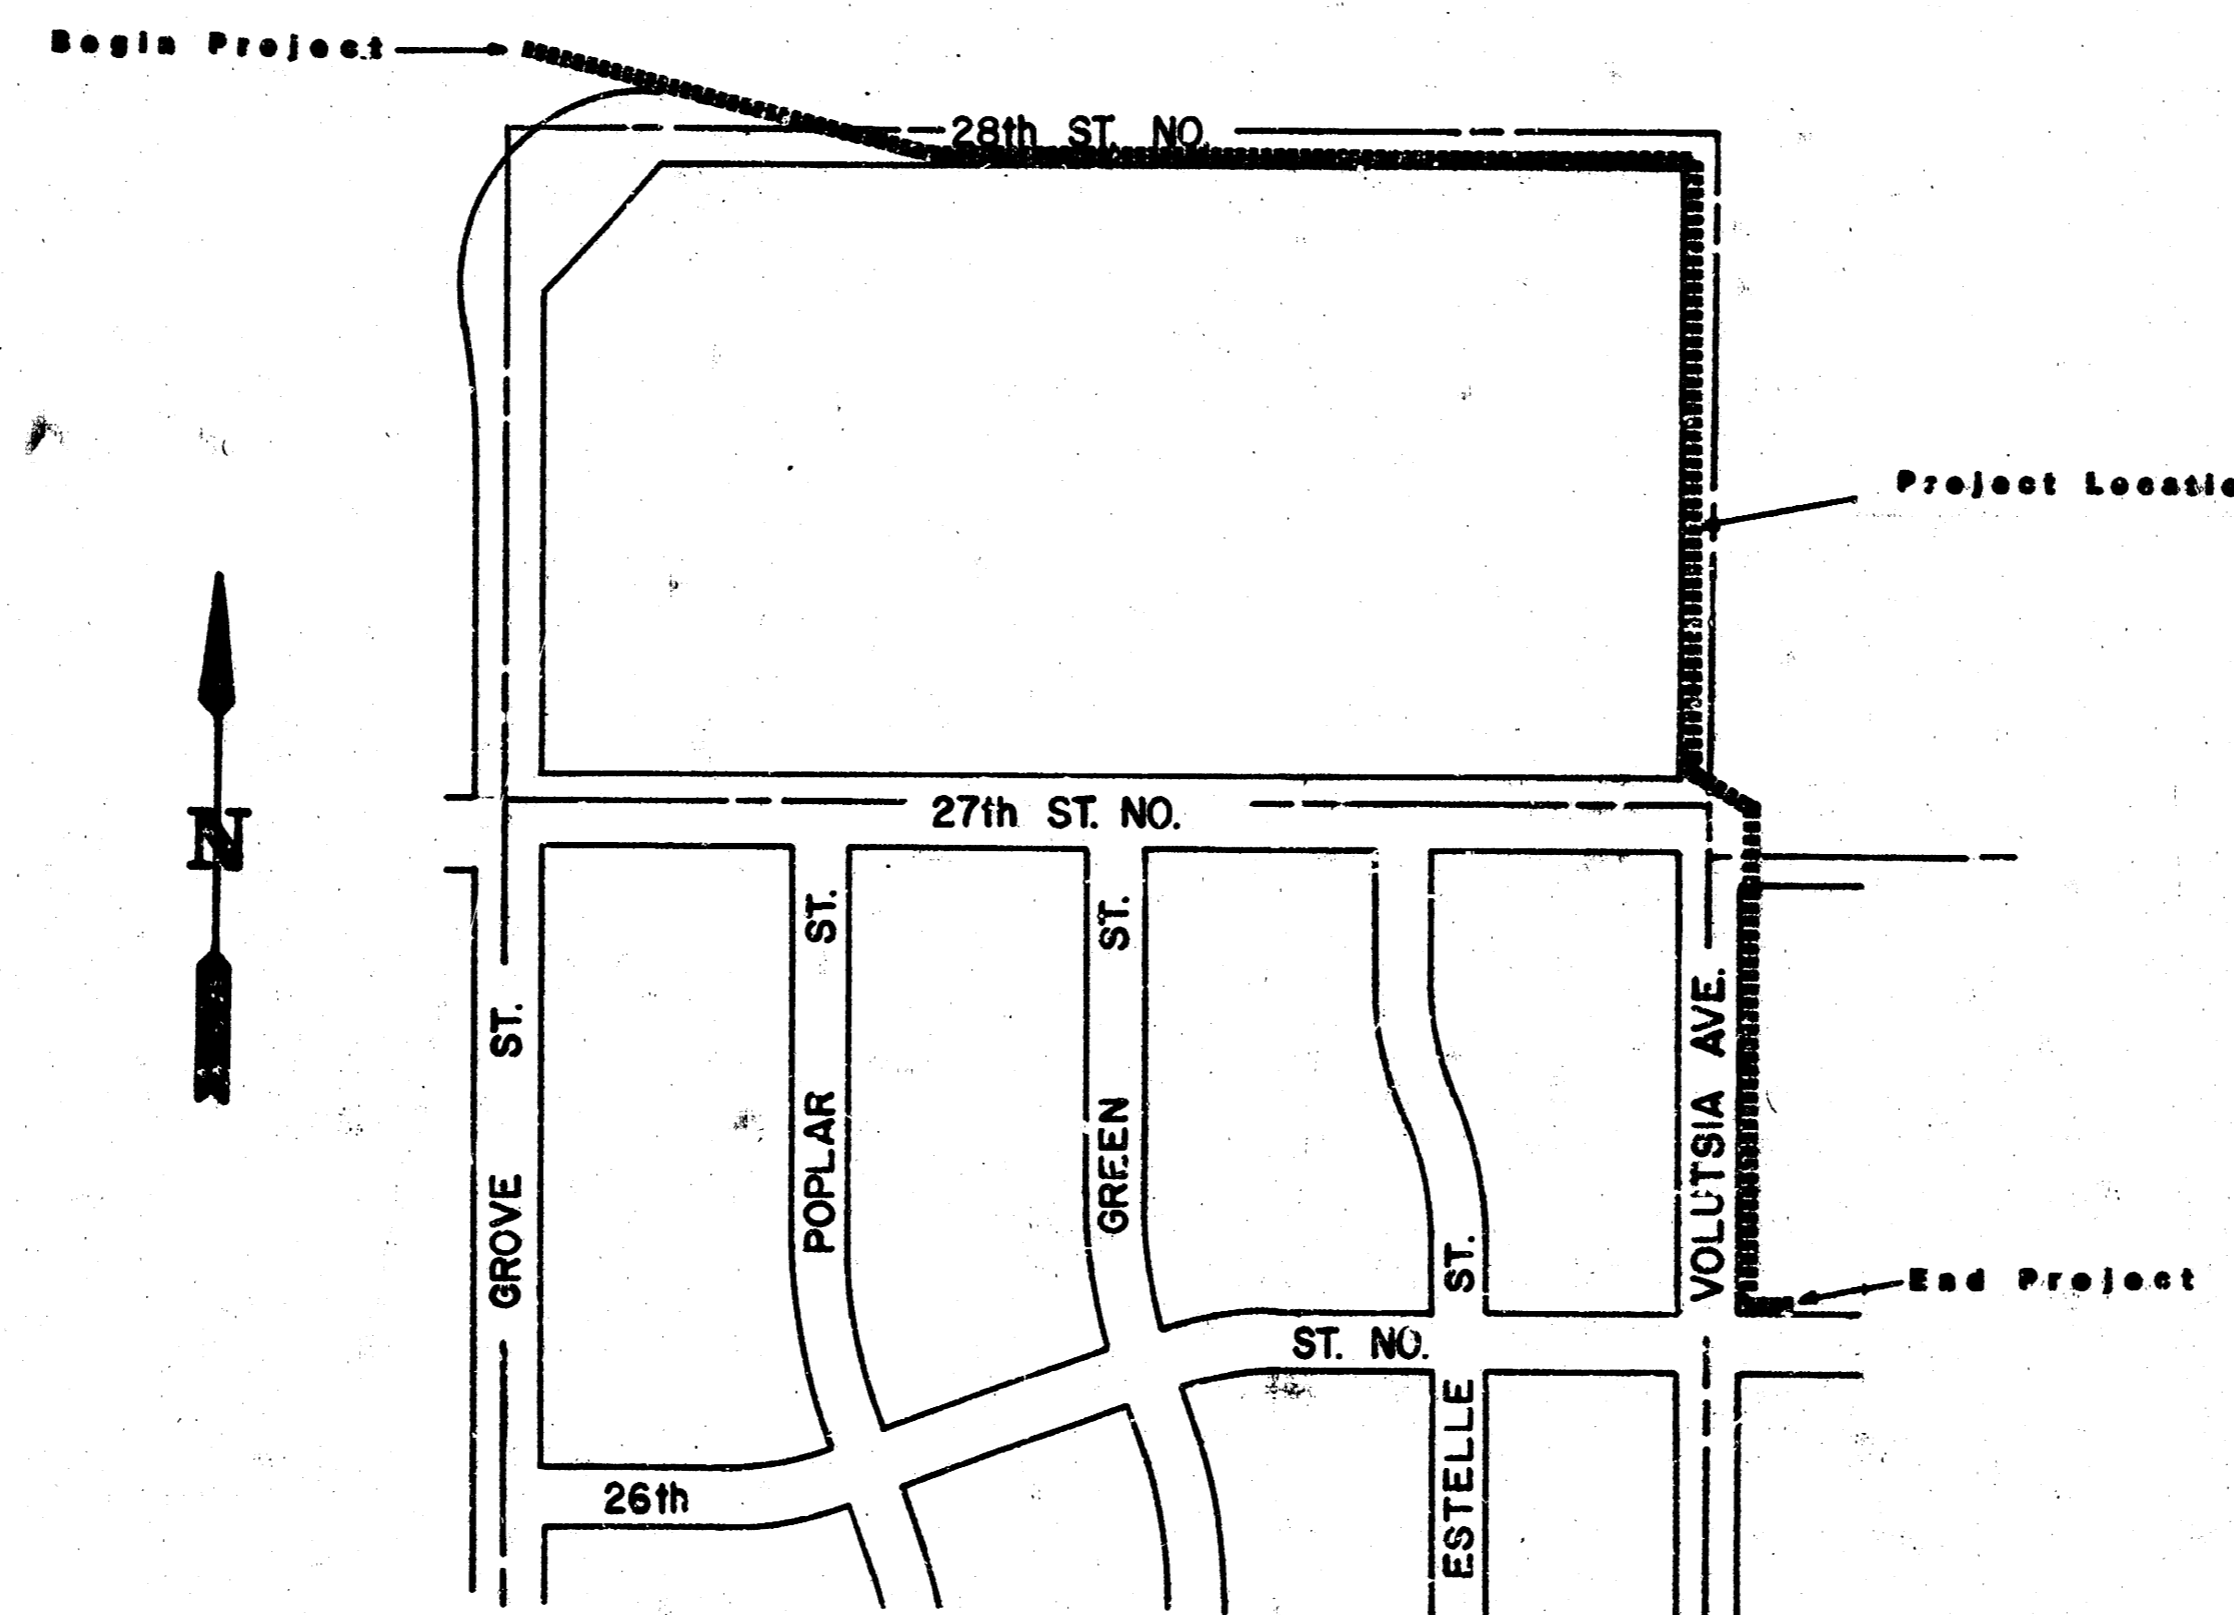 Begin Project
28th ST. NO.
Project Locatio
N
27th ST. NO.
GROVE ST.
POPLAR ST.
GREEN ST.
VOLUTSIA AVE.
End Project
ST. NO.
ESTELLE ST.
26th